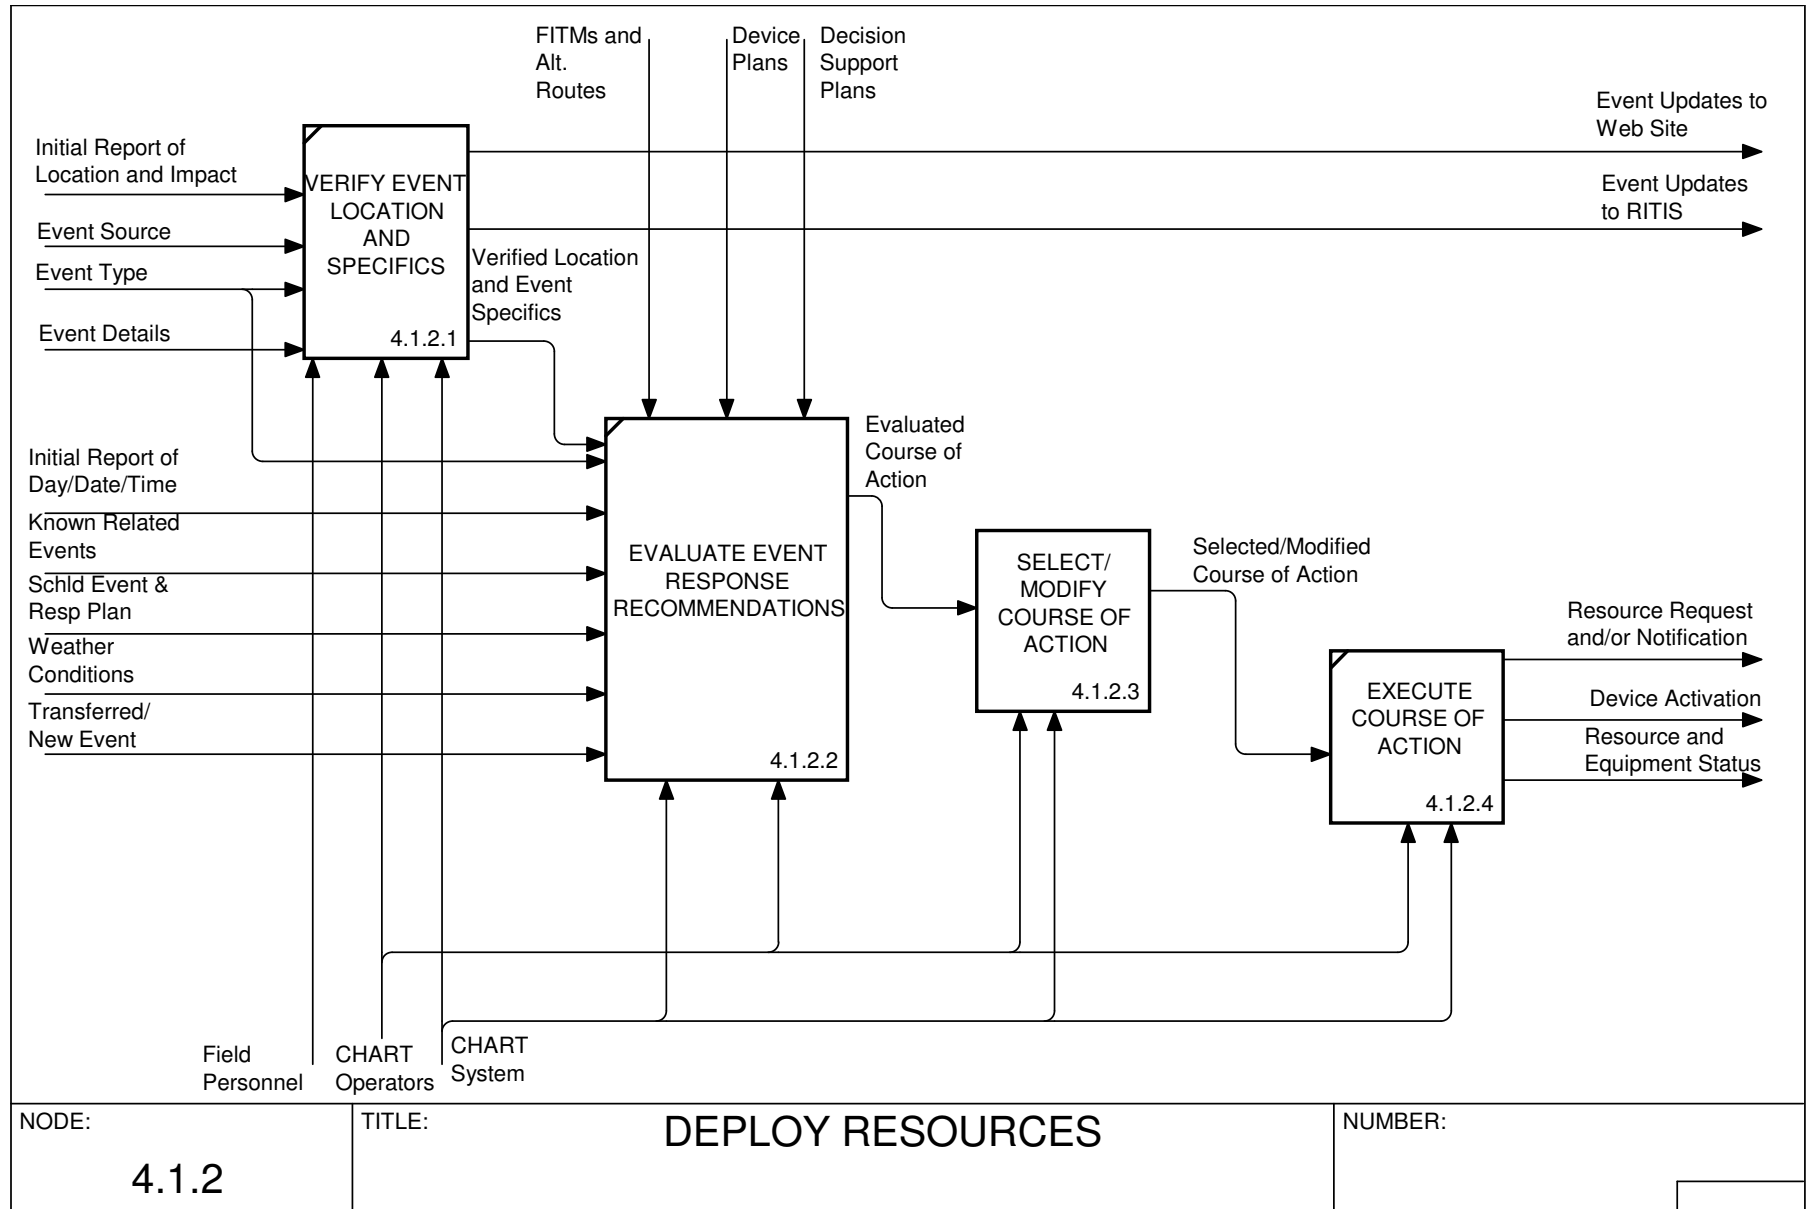 FITMs and
Alt.
Routes
Device
Plans
Decision
Support
Plans
Event Updates to
Web Site
Initial Report of
Location and Impact
VERIFY EVENT
LOCATION
AND
SPECIFICS
4.1.2.1
Event Updates
to RITIS
Event Source
Event Type
Event Details
Verified Location
and Event
Specifics
Initial Report of
Day/Date/Time
Known Related
Events
Schld Event &
Resp Plan
Weather
Conditions
Transferred/
New Event
EVALUATE EVENT
RESPONSE
RECOMMENDATIONS
4.1.2.2
Evaluated
Course of
Action
SELECT/
MODIFY
COURSE OF
ACTION
4.1.2.3
Selected/Modified
Course of Action
EXECUTE
COURSE OF
ACTION
4.1.2.4
Resource Request
and/or Notification
Device Activation
Resource and
Equipment Status
Field
Personnel
CHART
Operators
CHART
System
NODE:
4.1.2
TITLE:
DEPLOY RESOURCES
NUMBER: